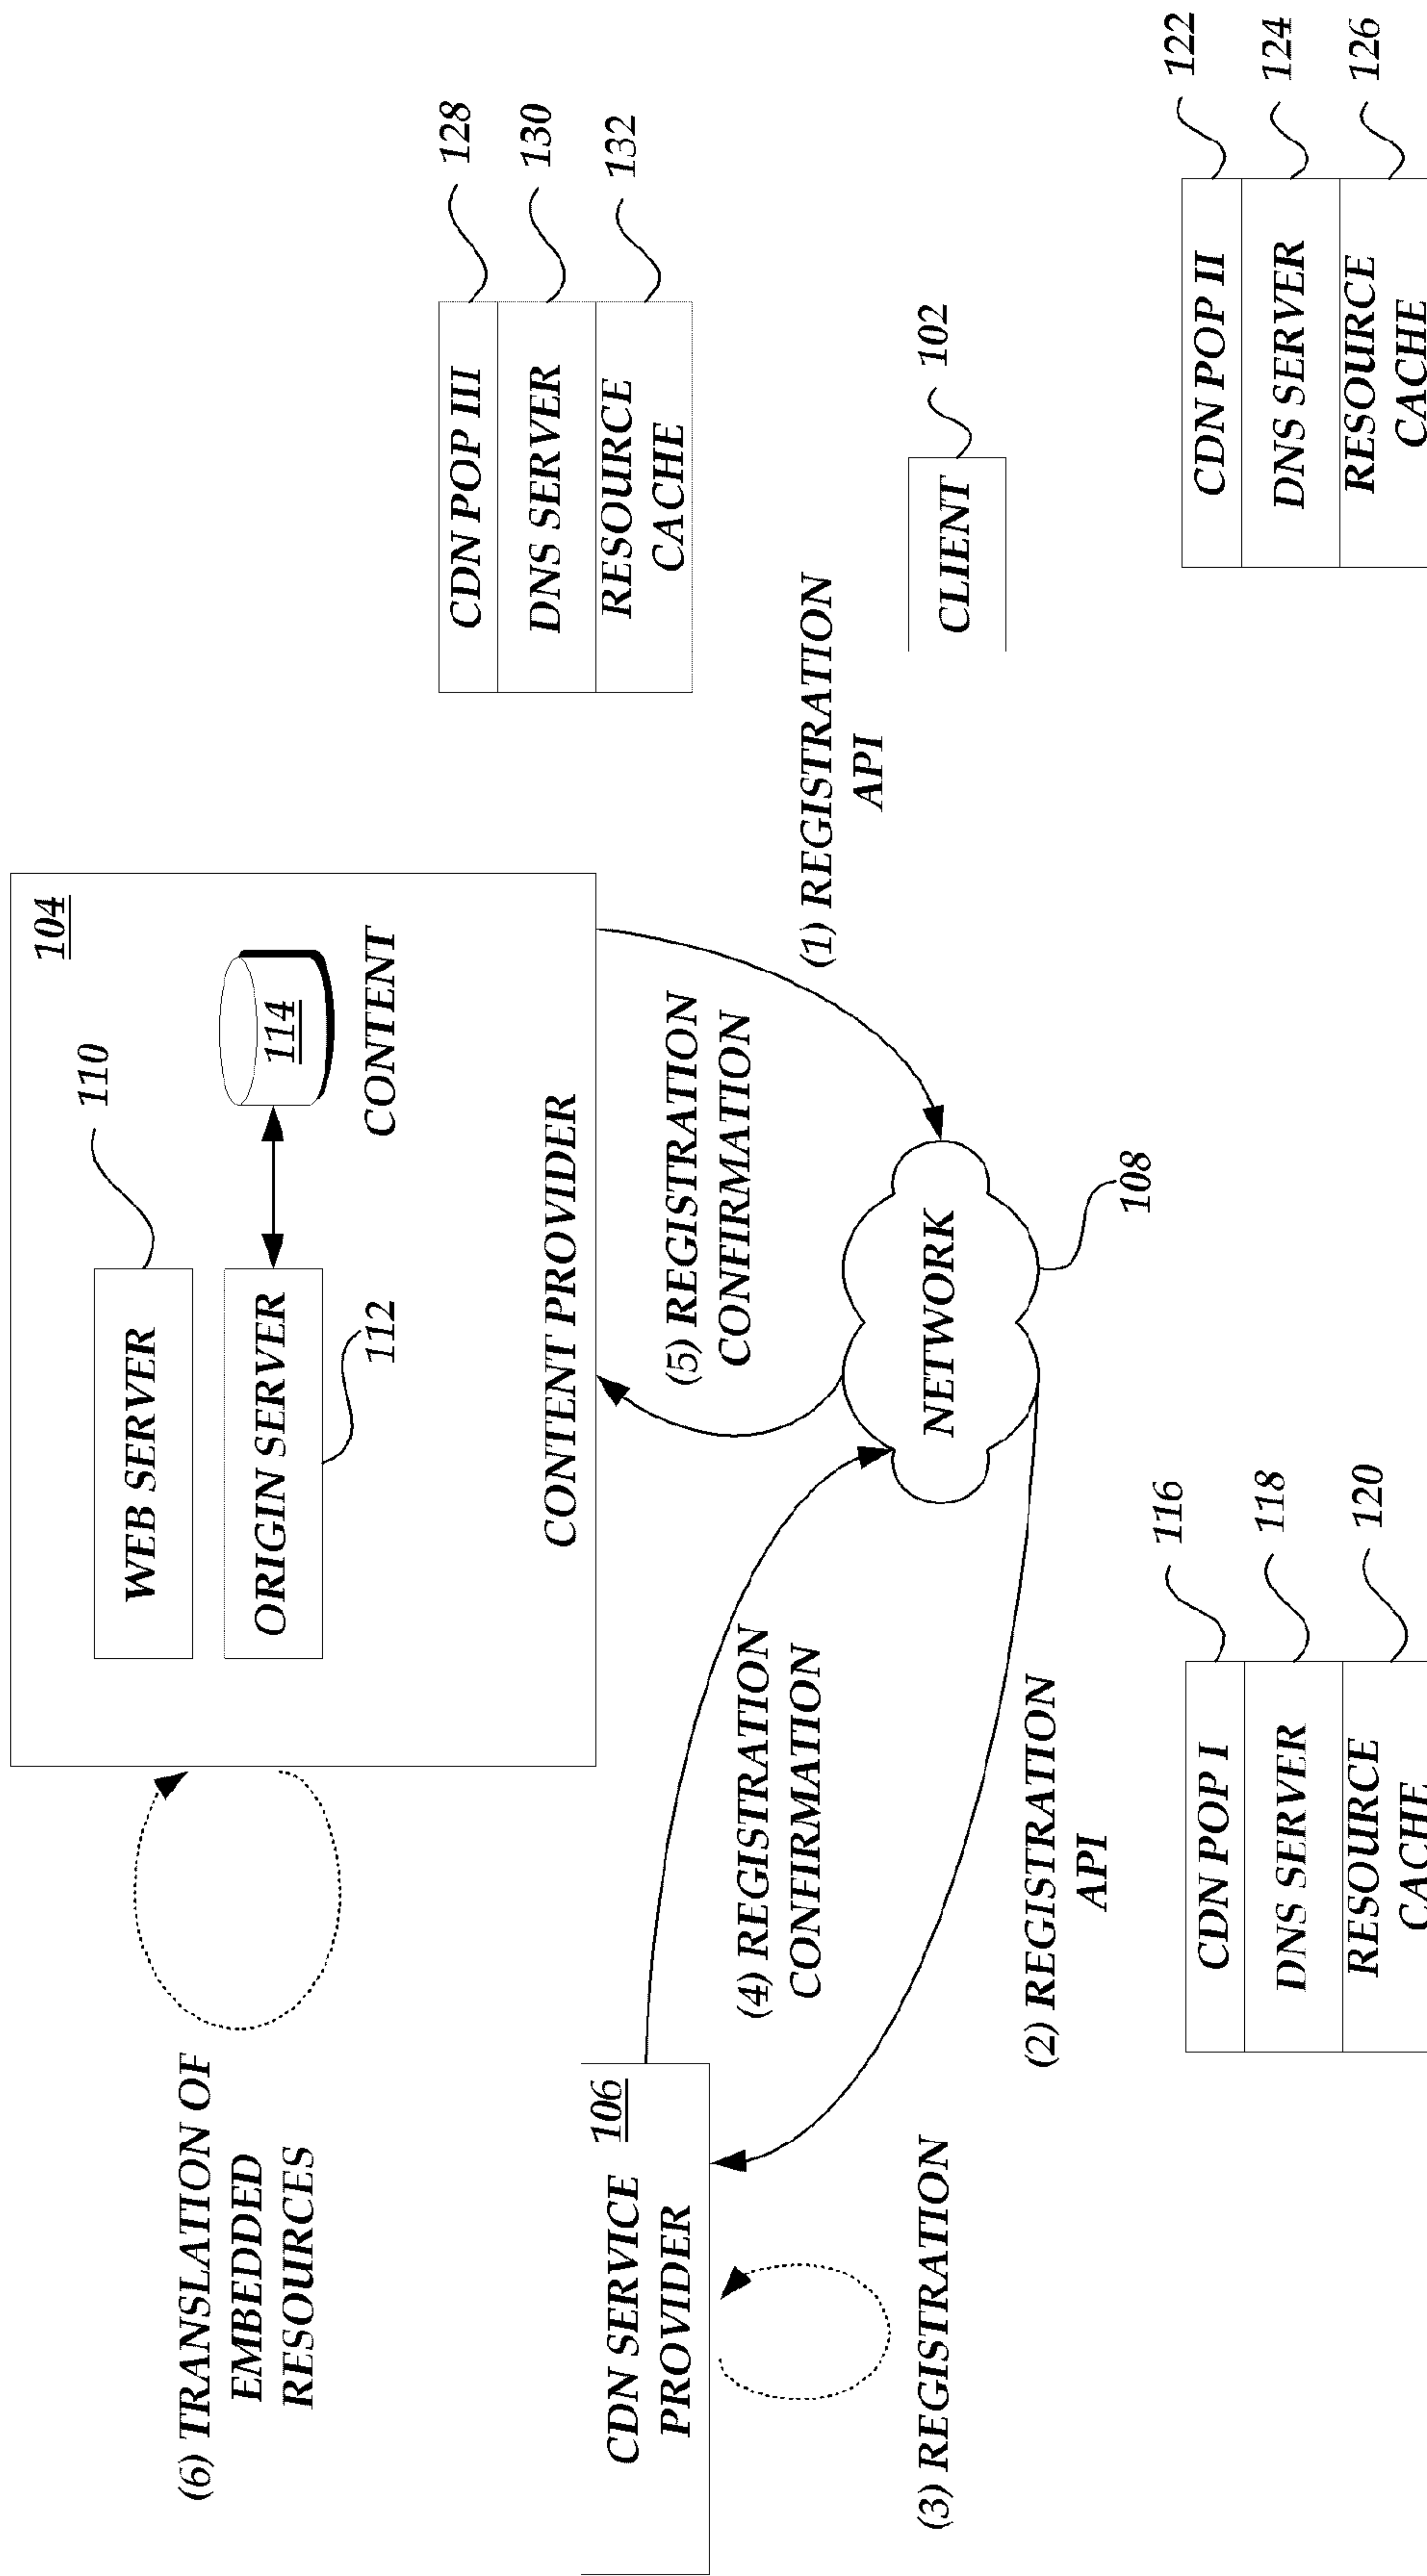 (6) TRANSLATION OF
EMBEDDED
RESOURCES
104
WEB SERVER
110
ORIGIN SERVER
112
114
CONTENT
CONTENT PROVIDER
CDN POP III
128
DNS SERVER
130
RESOURCE
CACHE
132
CDN SERVICE
PROVIDER
106
(5) REGISTRATION
CONFIRMATION
(4) REGISTRATION
CONFIRMATION
(1) REGISTRATION
API
(3) REGISTRATION
NETWORK
108
CLIENT
102
(2) REGISTRATION
API
CDN POP I
116
DNS SERVER
118
RESOURCE
CACHE
120
CDN POP II
122
DNS SERVER
124
RESOURCE
CACHE
126